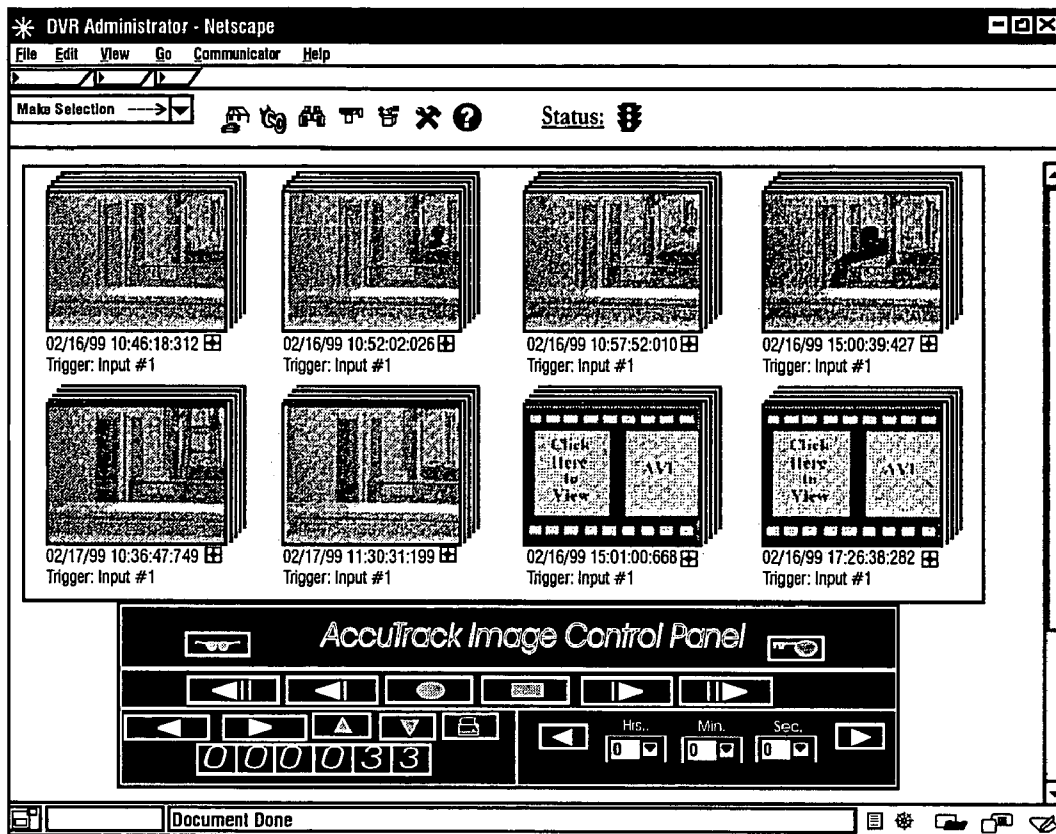 DVR Administrator - Netscape
File Edit View Go Communicator Help
Make Selection --->
Status:
02/16/99 10:46:18:312
Trigger: Input #1
02/16/99 10:52:02:026
Trigger: Input #1
02/16/99 10:57:52:010
Trigger: Input #1
02/16/99 15:00:39:427
Trigger: Input #1
02/17/99 10:36:47:749
Trigger: Input #1
02/17/99 11:30:31:199
Trigger: Input #1
Click
Here
to
View
AVI
02/16/99 15:01:00:668
Trigger: Input #1
Click
Here
to
View
AVI
02/16/99 17:26:38:282
Trigger: Input #1
AccuTrack Image Control Panel
Hrs.. Min. Sec.
0 0 0
000033
Document Done